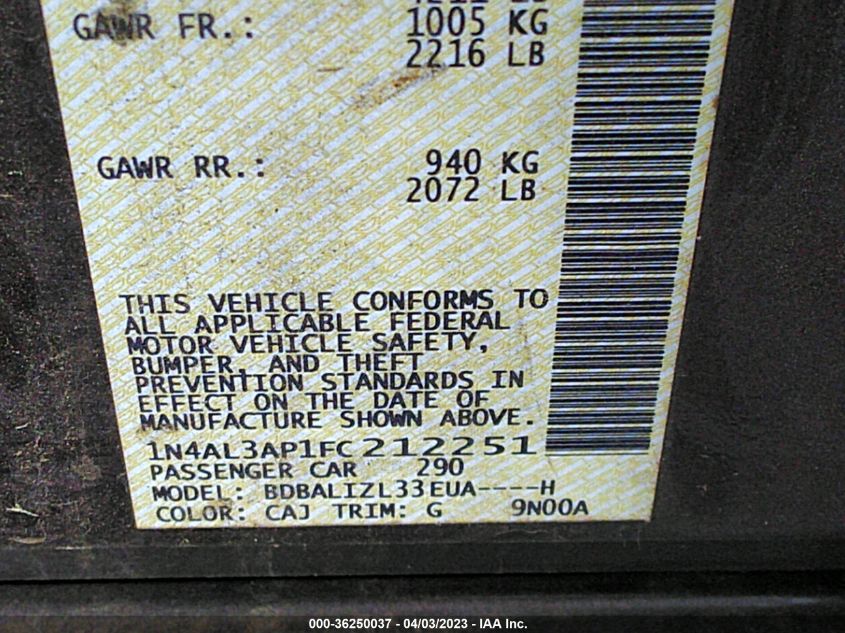 GAWR FR.: 1005 KG
2216 LB
GAWR RR.: 940 KG
2072 LB
THIS VEHICLE CONFORMS TO
ALL APPLICABLE FEDERAL
MOTOR VEHICLE SAFETY,
BUMPER, AND THEFT
PREVENTION STANDARDS IN
EFFECT ON THE DATE OF
MANUFACTURE SHOWN ABOVE.
1N4AL3AP1FC212251
PASSENGER CAR 290
MODEL: BDBALIZL33EUA----H
COLOR: CAJ TRIM: G 9N00A
000-36250037 - 04/03/2023 - IAA Inc.